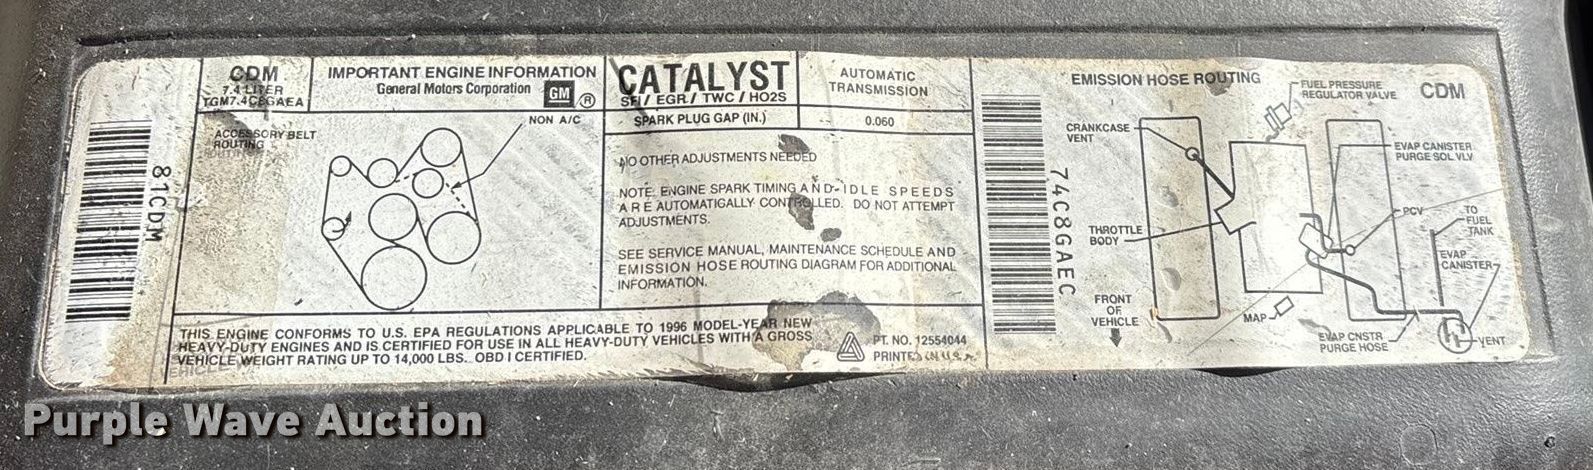 81CDM
CDM
7.4 LITER
IMPORTANT ENGINE INFORMATION
General Motors Corporation
GM ®
ACCESSORY BELT
ROUTING
NON A/C
CATALYST
SFI / EGR / TWC / HO2S
AUTOMATIC
TRANSMISSION
SPARK PLUG GAP (IN.)
0.060
NO OTHER ADJUSTMENTS NEEDED
NOTE: ENGINE SPARK TIMING AND IDLE SPEEDS
ARE AUTOMATICALLY CONTROLLED. DO NOT ATTEMPT
ADJUSTMENTS.
SEE SERVICE MANUAL, MAINTENANCE SCHEDULE AND
EMISSION HOSE ROUTING DIAGRAM FOR ADDITIONAL
INFORMATION.
THIS ENGINE CONFORMS TO U.S. EPA REGULATIONS APPLICABLE TO 1996 MODEL-YEAR NEW
HEAVY-DUTY ENGINES AND IS CERTIFIED FOR USE IN ALL HEAVY-DUTY VEHICLES WITH A GROSS
VEHICLE WEIGHT RATING UP TO 14,000 LBS. OBD I CERTIFIED.
PT. NO. 12554044
PRINTED IN U.S.A.
74C8GAEC
EMISSION HOSE ROUTING
CDM
FUEL PRESSURE
REGULATOR VALVE
CRANKCASE
VENT
EVAP CANISTER
PURGE SOL VLV
THROTTLE
BODY
PCV
TO
FUEL
TANK
EVAP
CANISTER
FRONT
OF
VEHICLE
MAP
EVAP CNSTR
PURGE HOSE
VENT
Purple Wave Auction